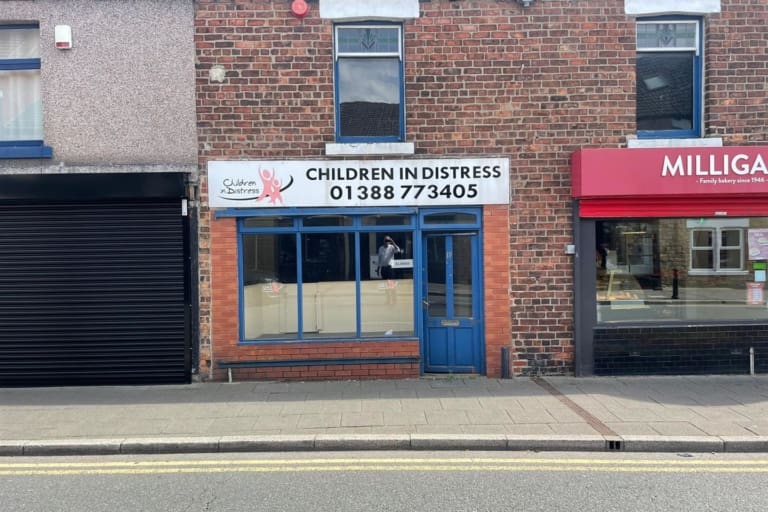 Children
in Distress
CHILDREN IN DISTRESS
01388 773405
MILLIGA
- Family bakery since 1946 -